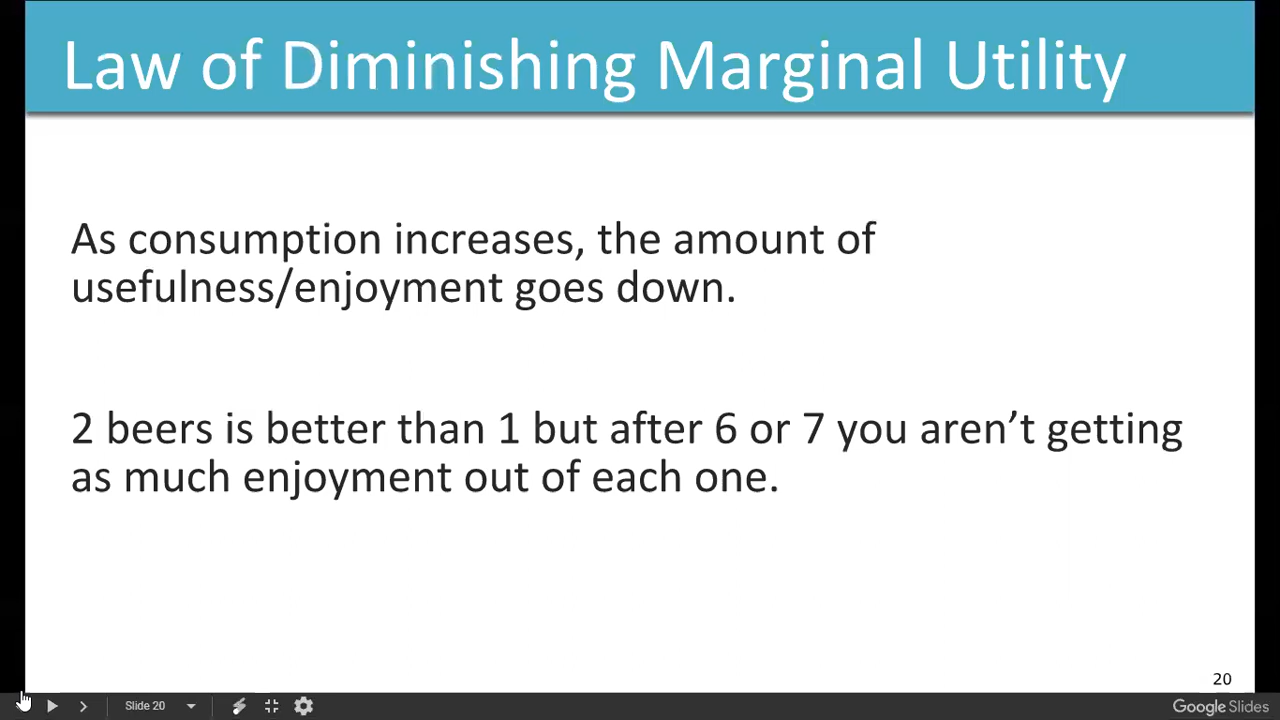 Law of Diminishing Marginal Utility
As consumption increases, the amount of
usefulness/enjoyment goes down.
2 beers is better than 1 but after 6 or 7 you aren’t getting
as much enjoyment out of each one.
20
Slide 20
Google Slides